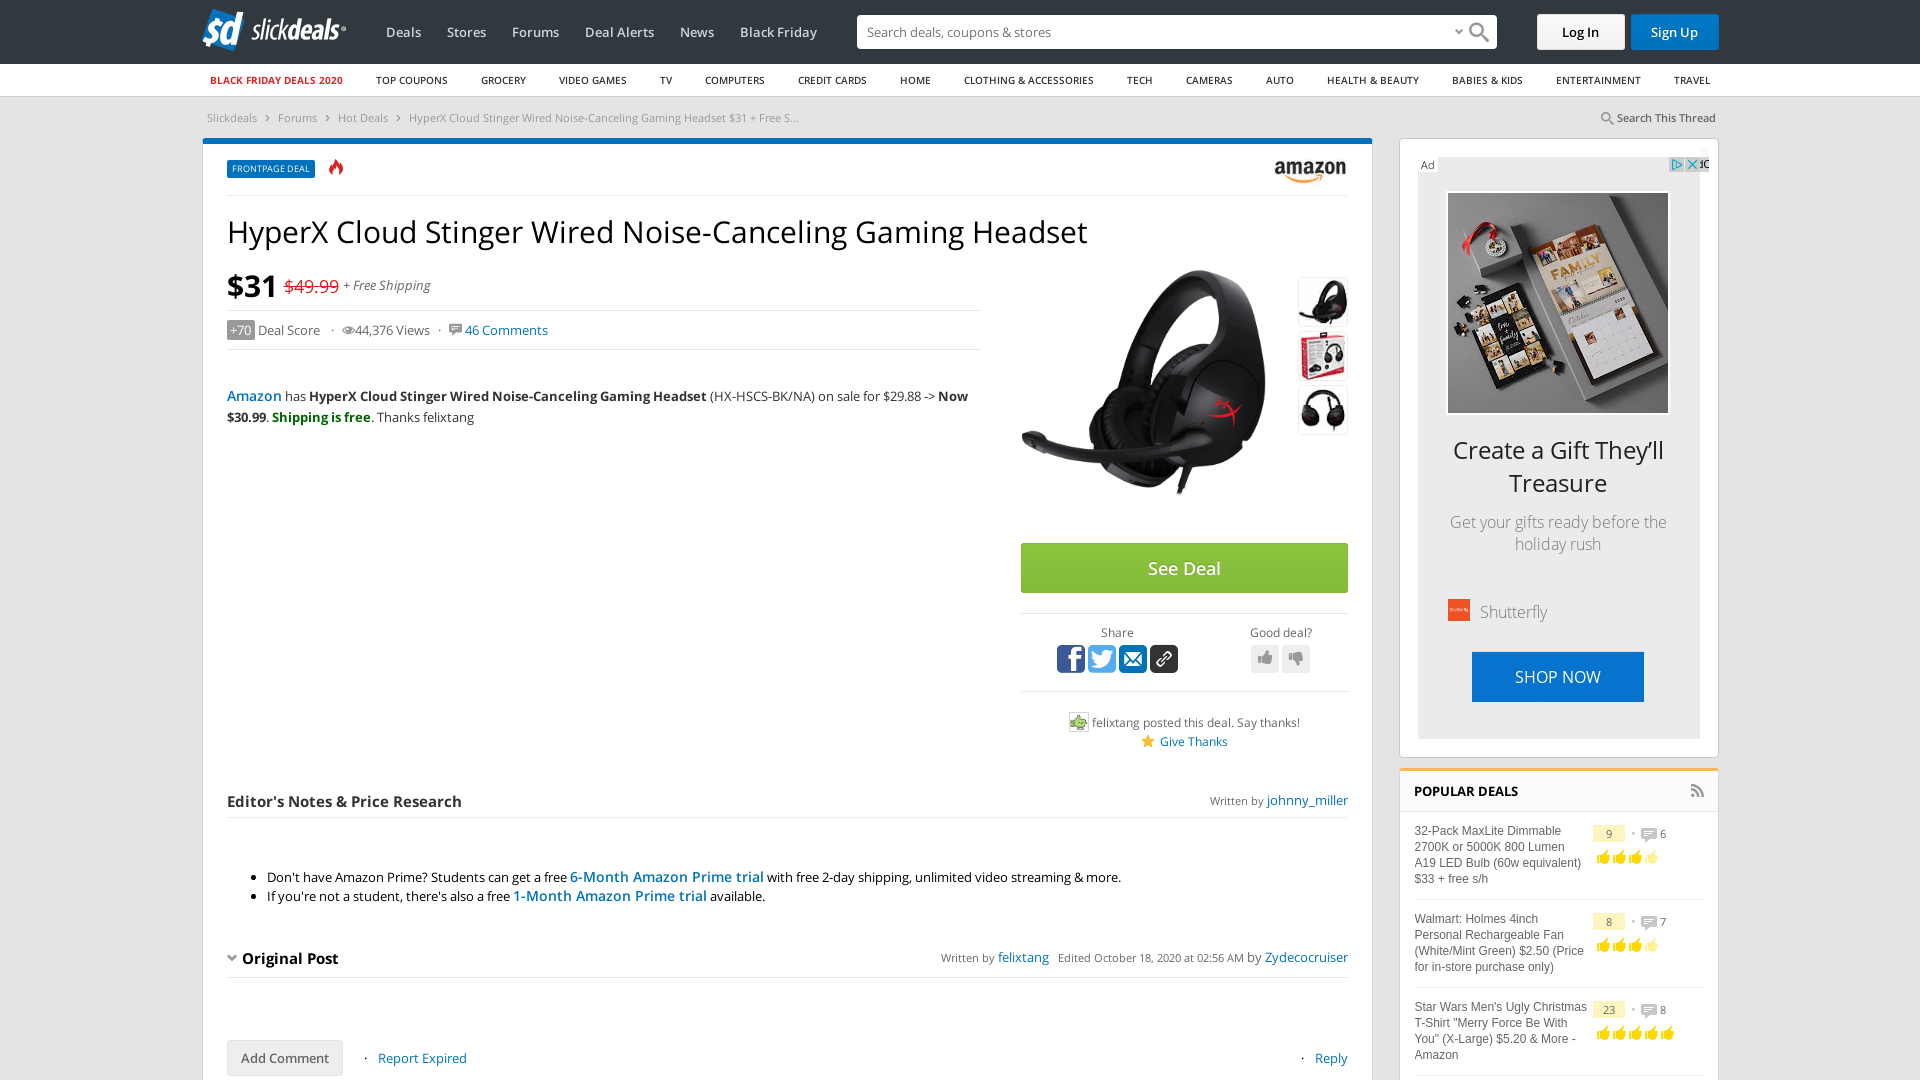 sd slickdeals
Deals Stores Forums Deal Alerts News Black Friday
Search deals, coupons & stores
Log In
Sign Up
BLACK FRIDAY DEALS 2020 TOP COUPONS GROCERY VIDEO GAMES TV COMPUTERS CREDIT CARDS HOME CLOTHING & ACCESSORIES TECH CAMERAS AUTO HEALTH & BEAUTY BABIES & KIDS ENTERTAINMENT TRAVEL
Slickdeals › Forums › Hot Deals › HyperX Cloud Stinger Wired Noise-Canceling Gaming Headset $31 + Free S...
Search This Thread
FRONTPAGE DEAL
amazon
HyperX Cloud Stinger Wired Noise-Canceling Gaming Headset
$31 $49.99 + Free Shipping
+70 Deal Score · 44,376 Views · 46 Comments
Amazon has HyperX Cloud Stinger Wired Noise-Canceling Gaming Headset (HX-HSCS-BK/NA) on sale for $29.88 -> Now
$30.99. Shipping is free. Thanks felixtang
See Deal
Share
Good deal?
felixtang posted this deal. Say thanks!
Give Thanks
Editor's Notes & Price Research
Written by johnny_miller
• Don't have Amazon Prime? Students can get a free 6-Month Amazon Prime trial with free 2-day shipping, unlimited video streaming & more.
• If you're not a student, there's also a free 1-Month Amazon Prime trial available.
Original Post
Written by felixtang Edited October 18, 2020 at 02:56 AM by Zydecocruiser
Add Comment · Report Expired
· Reply
Ad
FAMILY
Create a Gift They’ll
Treasure
Get your gifts ready before the
holiday rush
Shutterfly
SHOP NOW
POPULAR DEALS
32-Pack MaxLite Dimmable
2700K or 5000K 800 Lumen
A19 LED Bulb (60w equivalent)
$33 + free s/h
9 • 6
Walmart: Holmes 4inch
Personal Rechargeable Fan
(White/Mint Green) $2.50 (Price
for in-store purchase only)
8 • 7
Star Wars Men's Ugly Christmas
T-Shirt "Merry Force Be With
You" (X-Large) $5.20 & More -
Amazon
23 • 8